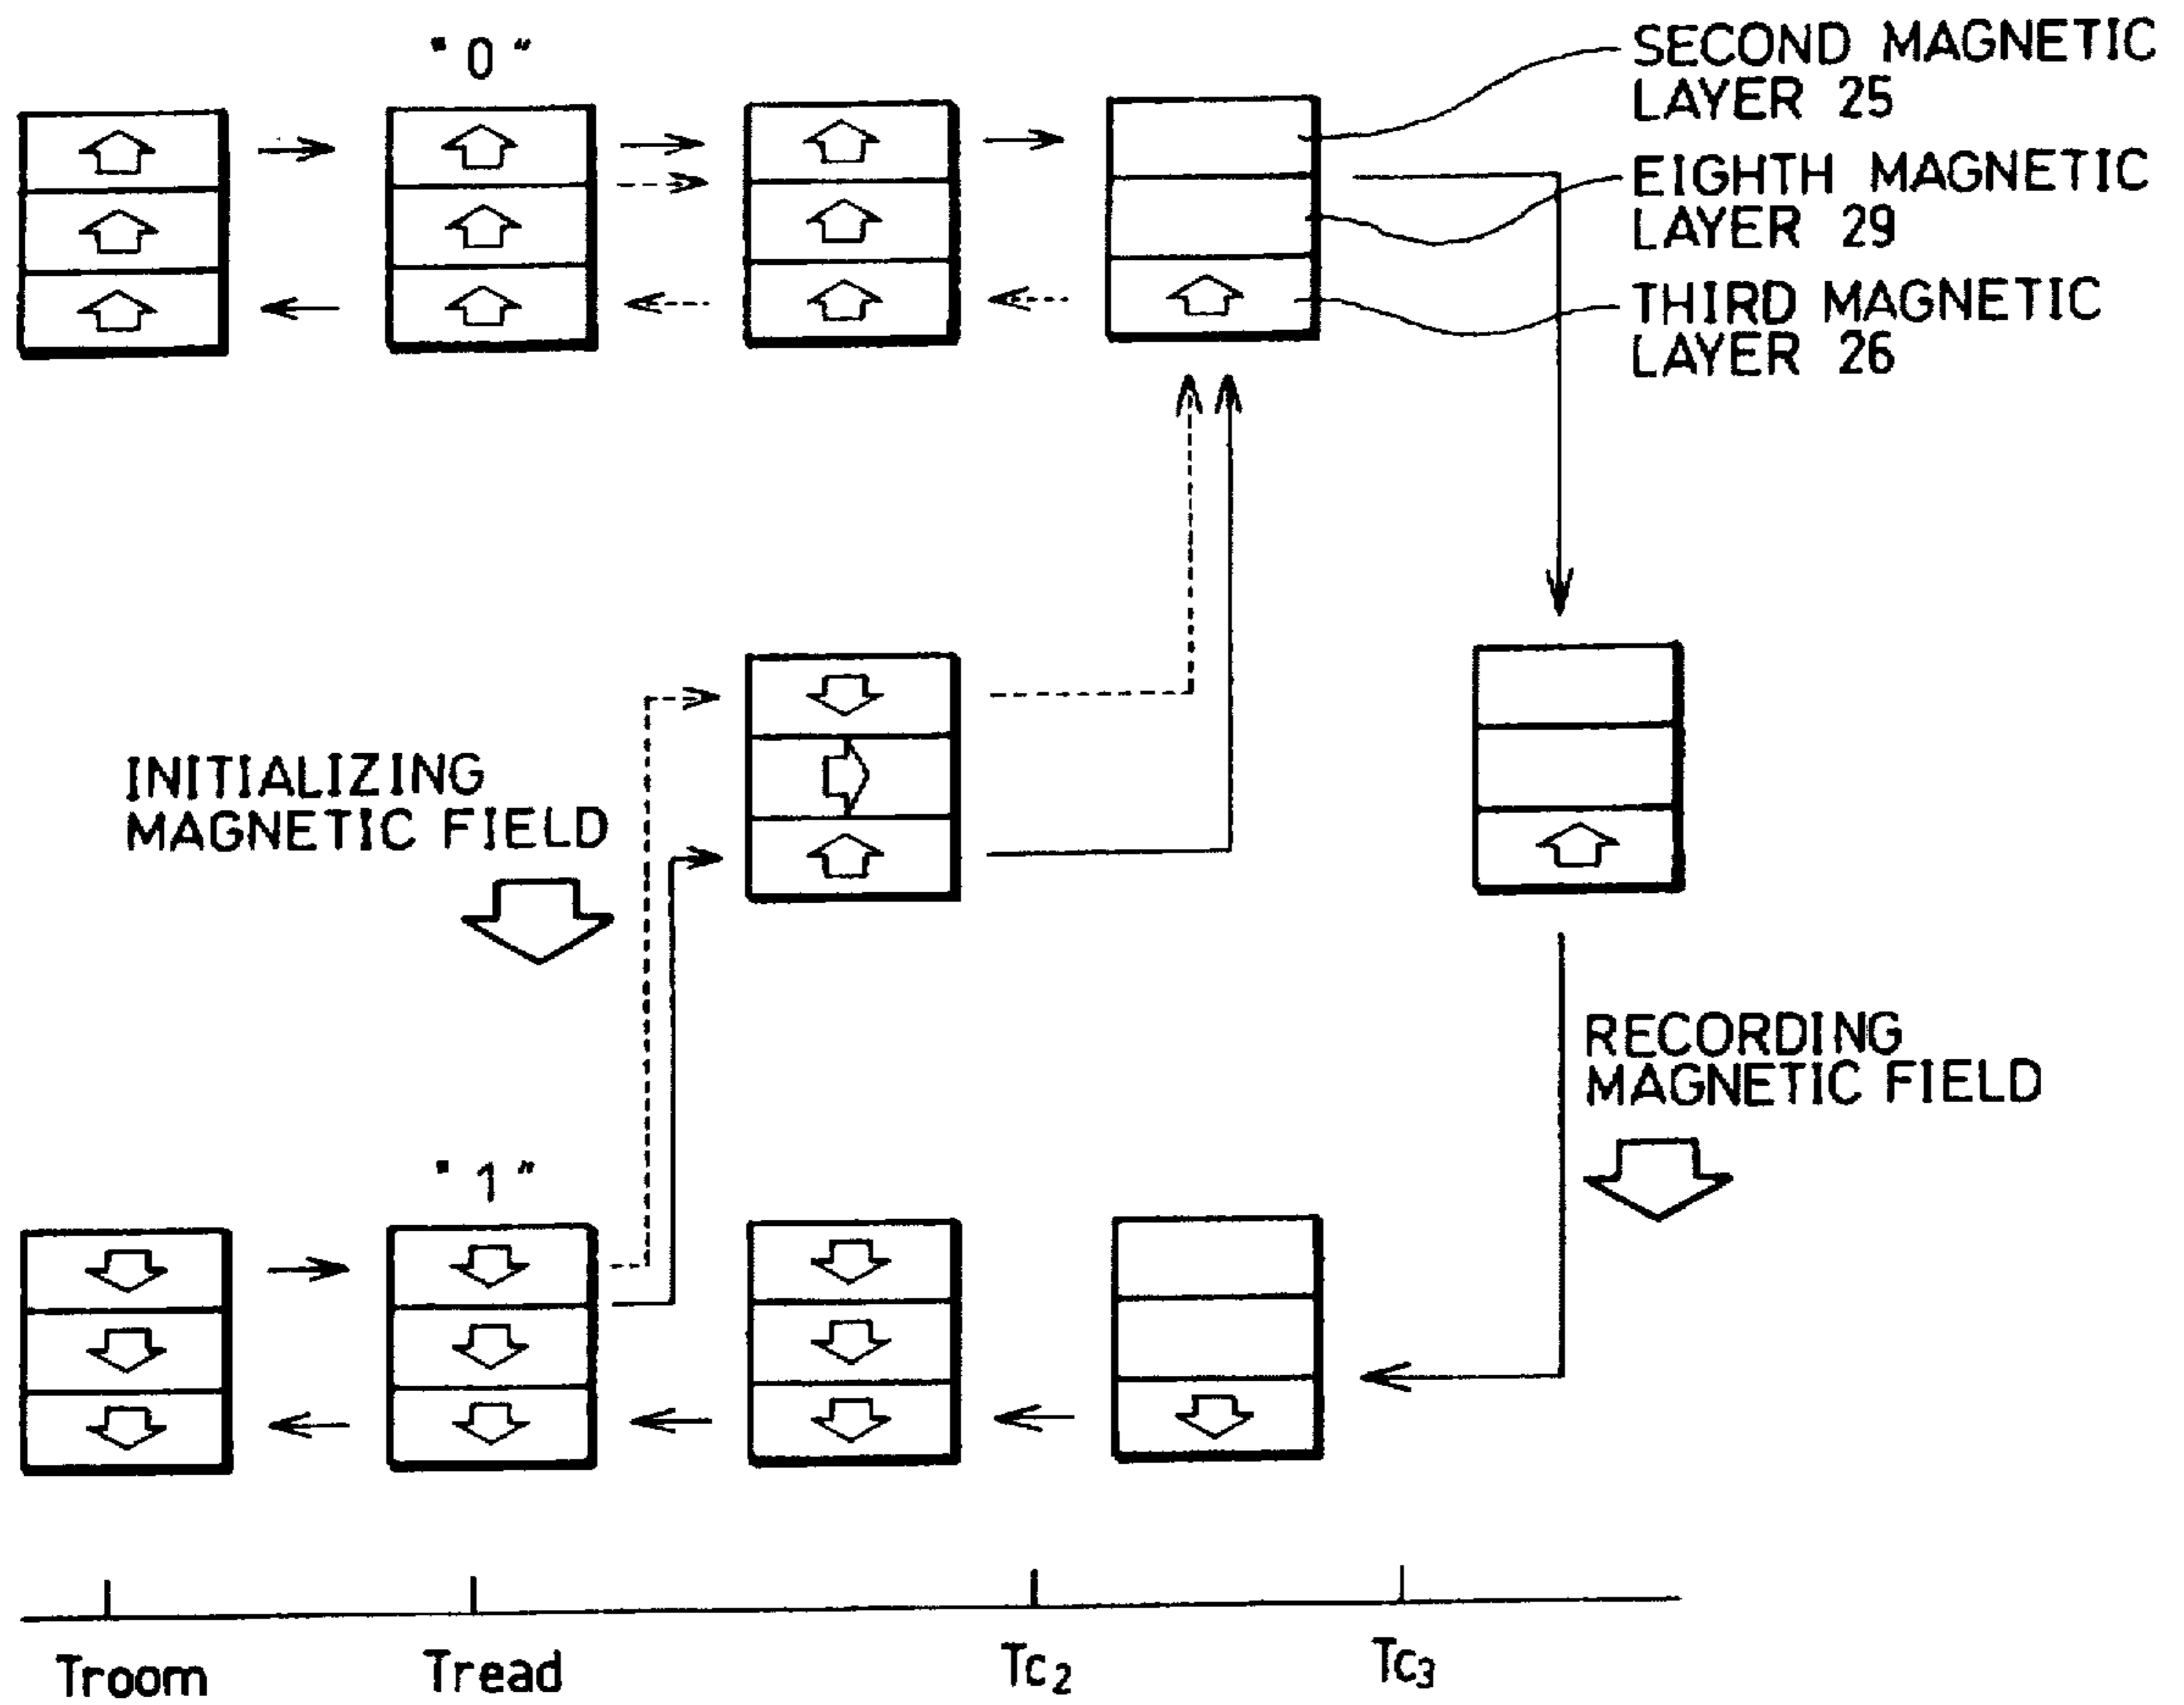 "0"
SECOND MAGNETIC
LAYER 25
EIGHTH MAGNETIC
LAYER 29
THIRD MAGNETIC
LAYER 26
INITIALIZING
MAGNETIC FIELD
RECORDING
MAGNETIC FIELD
"1"
Troom Tread Tc2 Tc3